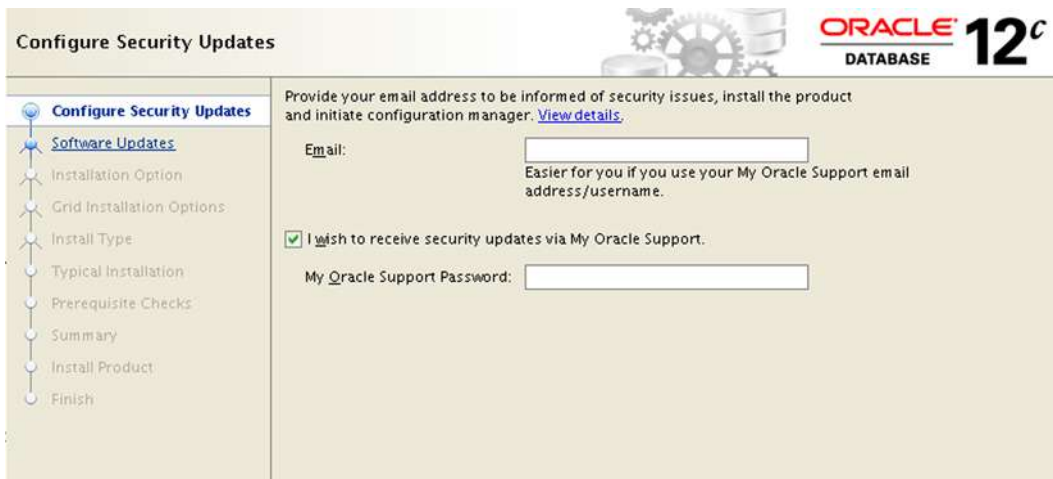 Configure Security Updates
ORACLE
DATABASE
12c
Configure Security Updates
Software Updates
Installation Option
Grid Installation Options
Install Type
Typical Installation
Prerequisite Checks
Summary
Install Product
Finish
Provide your email address to be informed of security issues, install the product
and initiate configuration manager. View details.
Email:
Easier for you if you use your My Oracle Support email
address/username.
I wish to receive security updates via My Oracle Support.
My Oracle Support Password: